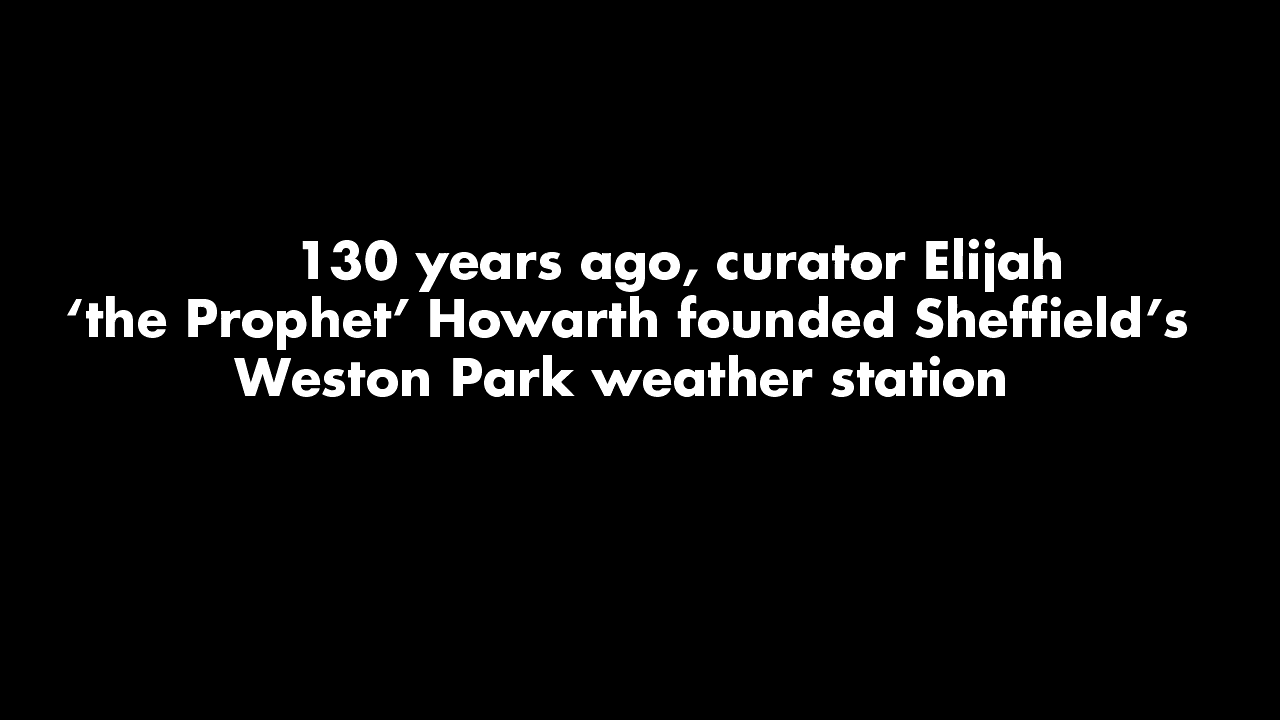 130 years ago, curator Elijah
‘the Prophet’ Howarth founded Sheffield’s
Weston Park weather station